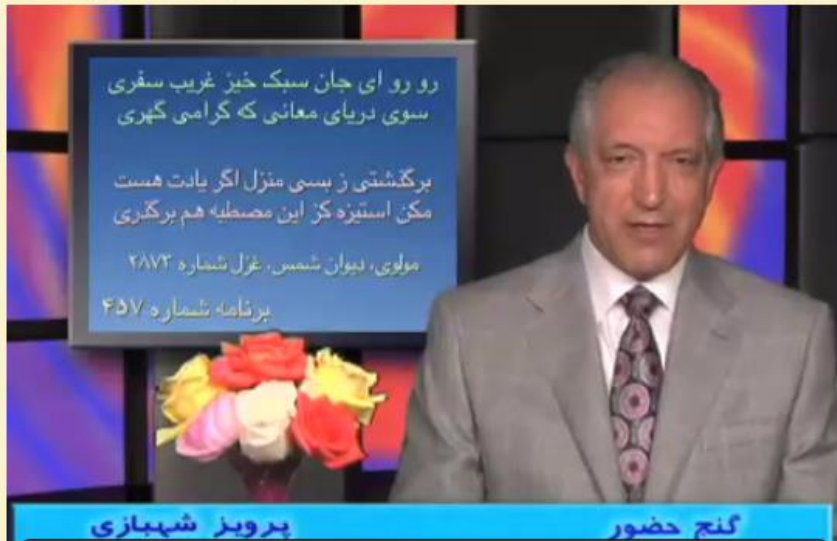 رو رو ای جان سبک خیز غریب سفری
سوی دریای معانی که گرامی گهری
برگذشتی ز بسی منزل اگر یادت هست
مکن استیزه کز این مصطبه هم برگذری
مولوی، دیوان شمس، غزل شماره ۲۸۷۳
برنامه شماره ۴۵۷
گنج حضور
پرویز شهبازی